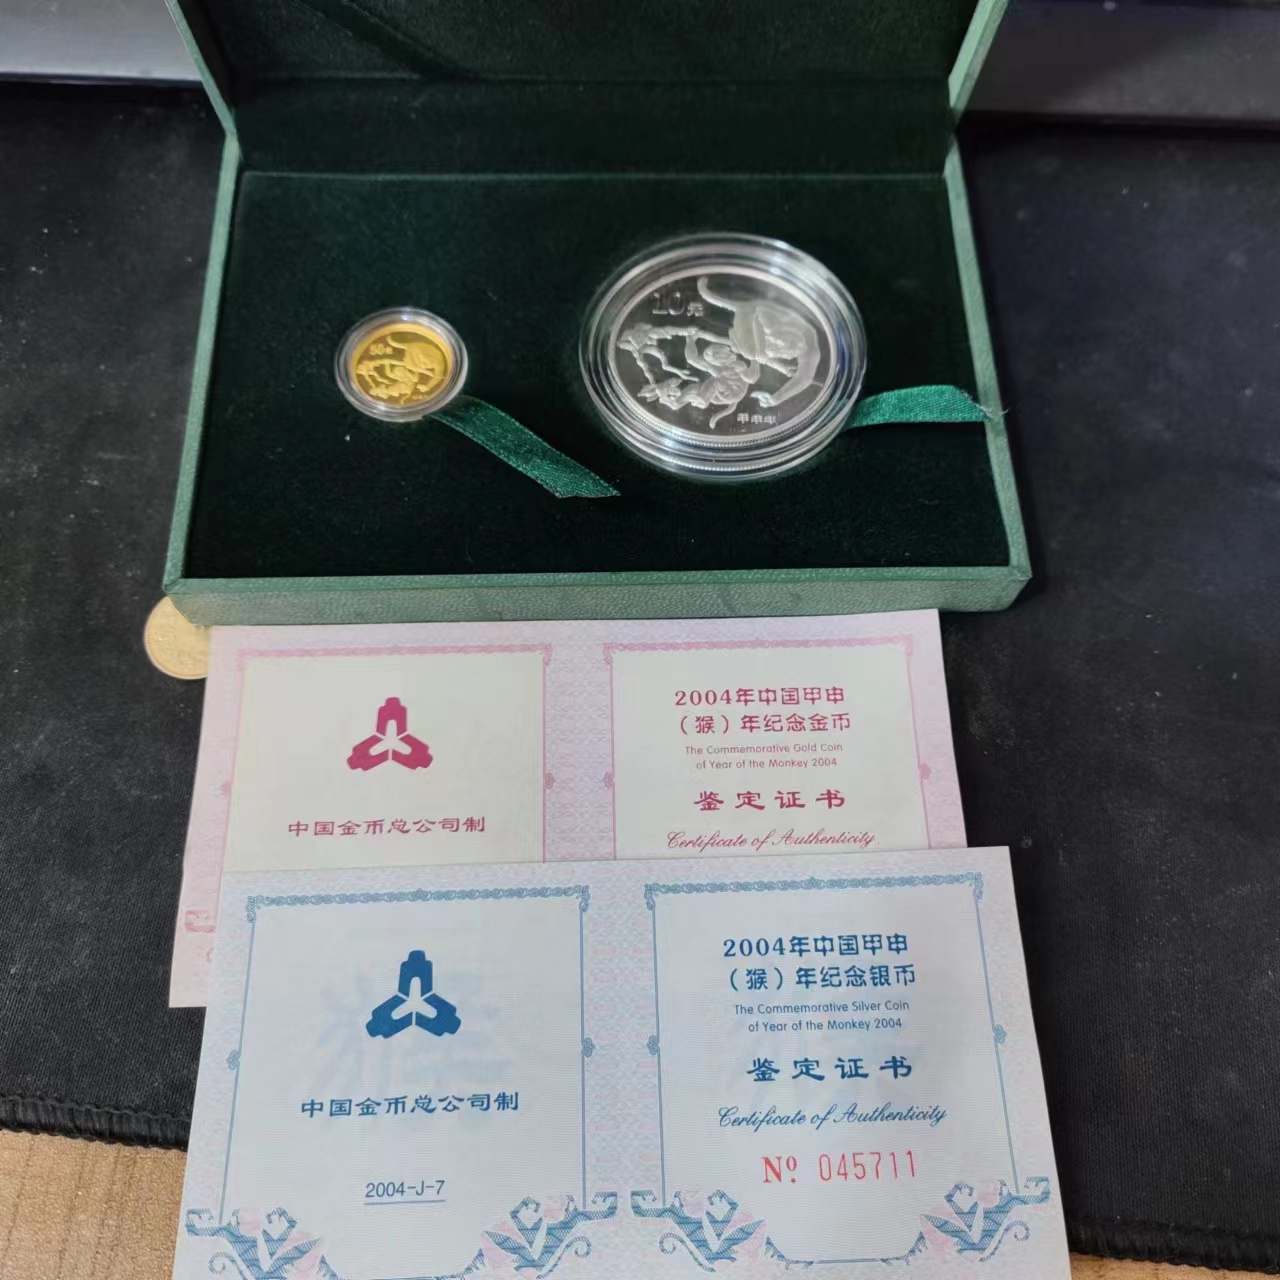 50元
10元
甲申年
2004年中国甲申
（猴）年纪念金币
The Commemorative Gold Coin
of Year of the Monkey 2004
鉴定证书
Certificate of Authenticity
中国金币总公司制
2004年中国甲申
（猴）年纪念银币
The Commemorative Silver Coin
of Year of the Monkey 2004
鉴定证书
Certificate of Authenticity
Nº 045711
中国金币总公司制
2004-J-7